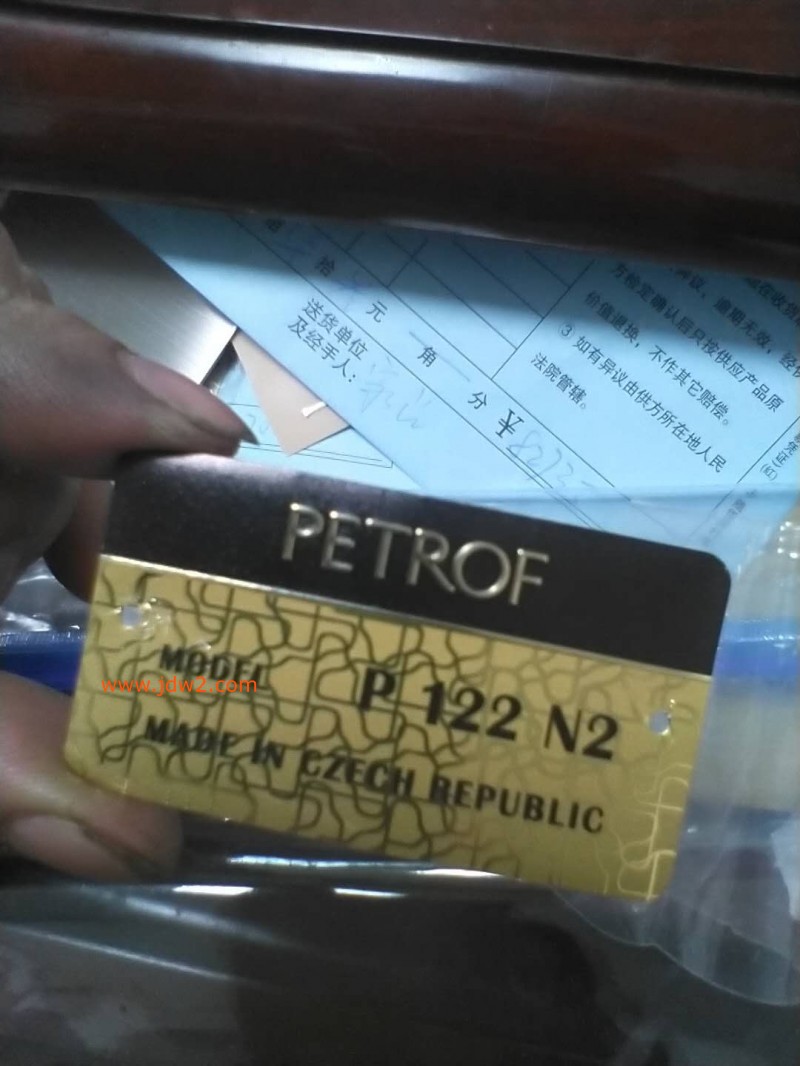 拾
元
角
分
¥
送货单位
及经手人:
方检定确认后只按供应产品原
价值退换，不作其它赔偿。
3 如有异议由供方所在地人民
法院管辖。
PETROF
MODEL P 122 N2
MADE IN CZECH REPUBLIC
www.jdw2.com